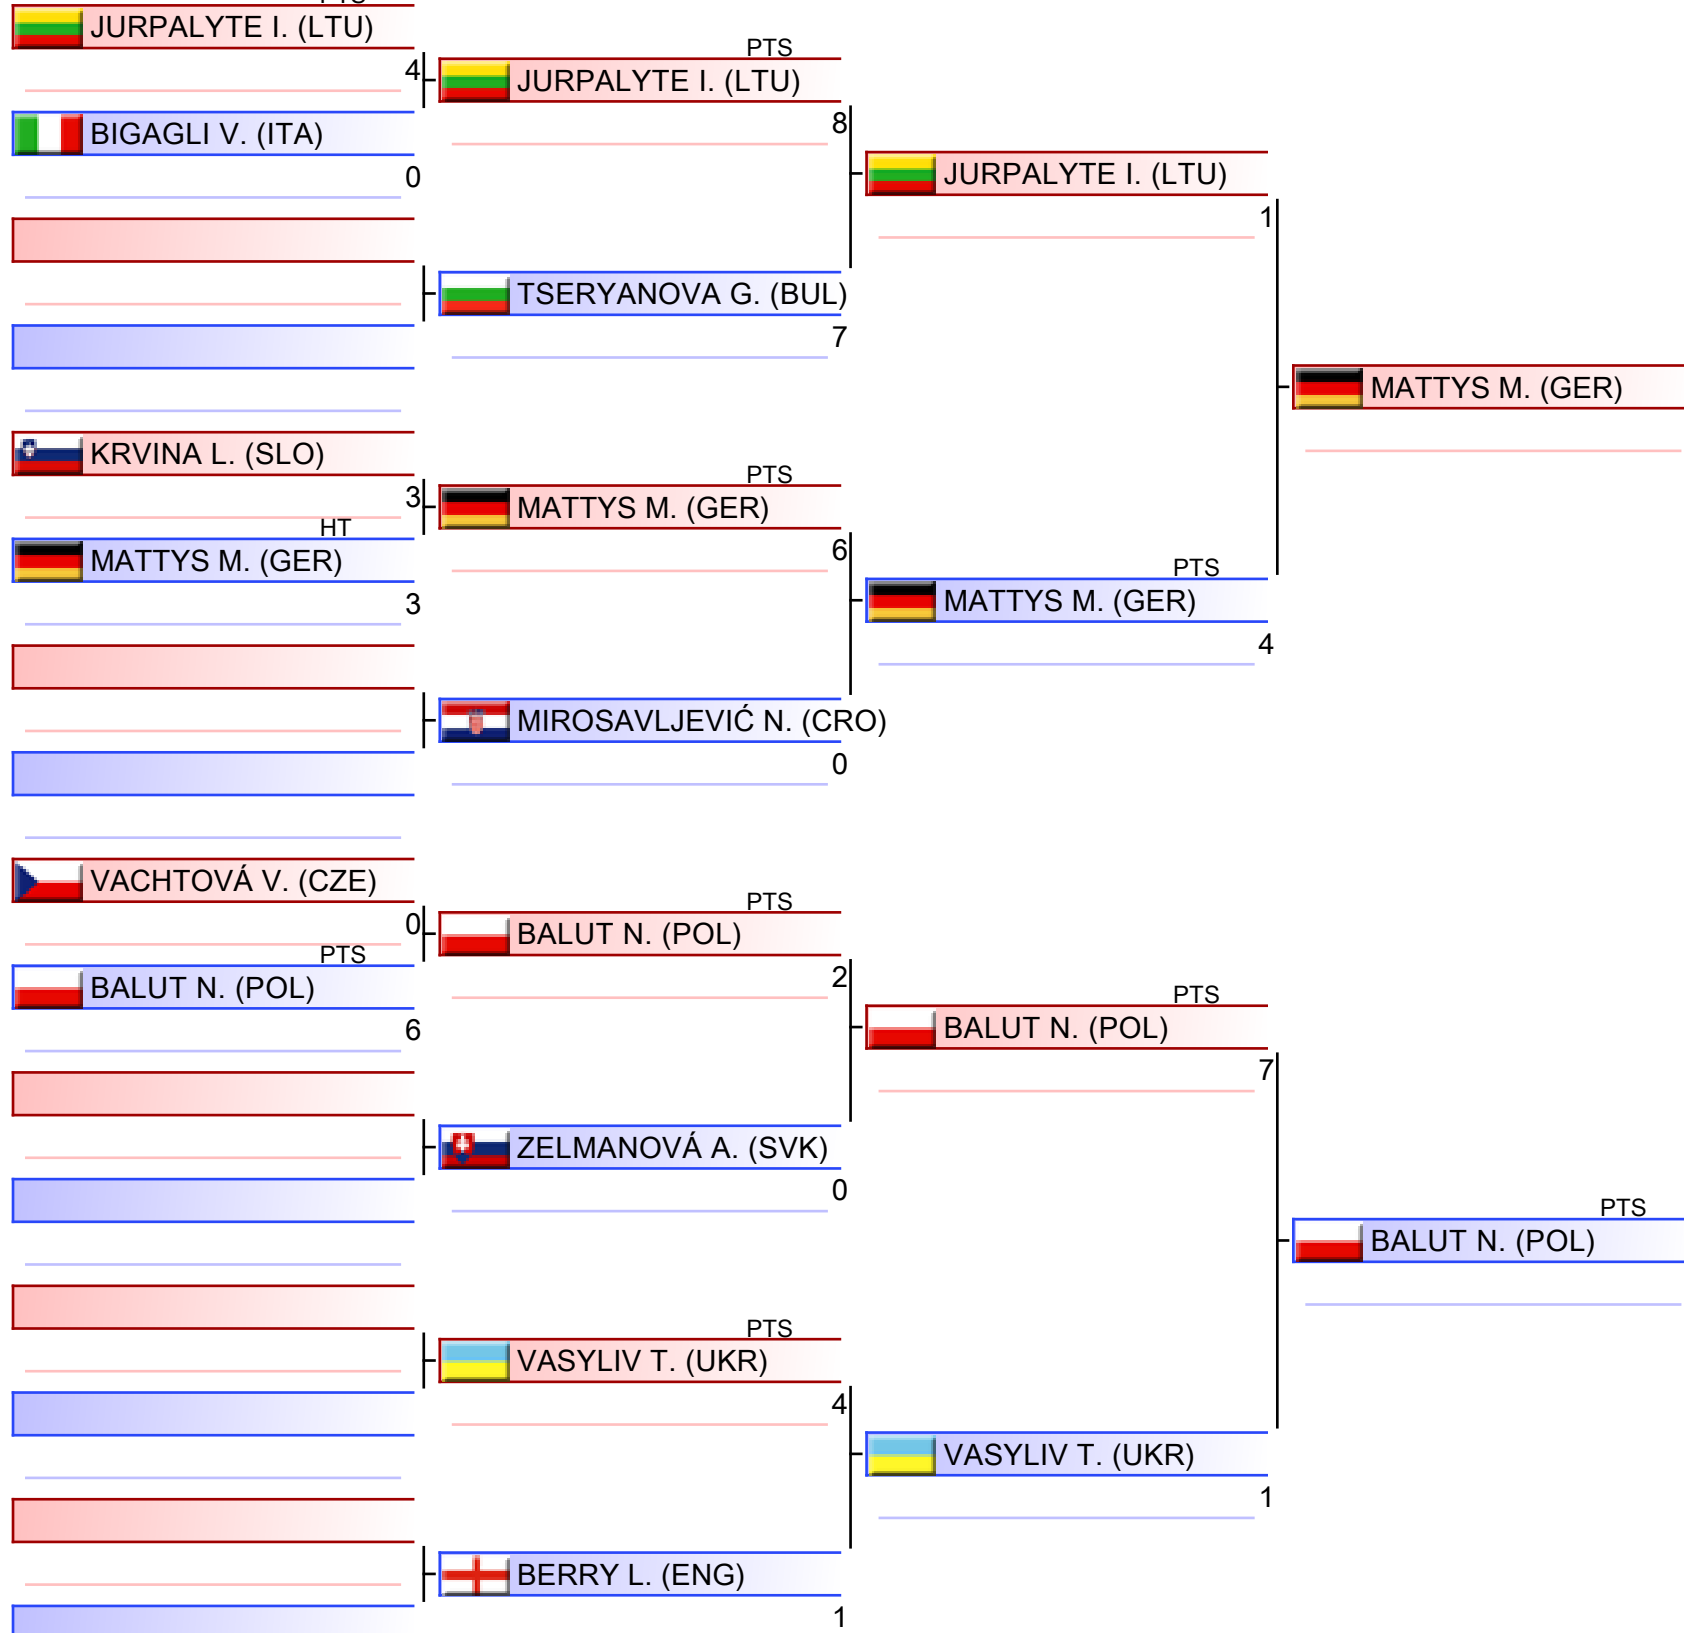 PTS
JURPALYTE I. (LTU)
4
BIGAGLI V. (ITA)
0
KRVINA L. (SLO)
3
HT
MATTYS M. (GER)
3
VACHTOVÁ V. (CZE)
0
PTS
BALUT N. (POL)
6
PTS
JURPALYTE I. (LTU)
8
TSERYANOVA G. (BUL)
7
PTS
MATTYS M. (GER)
6
MIROSAVLJEVIĆ N. (CRO)
0
PTS
BALUT N. (POL)
2
ZELMANOVÁ A. (SVK)
0
PTS
VASYLIV T. (UKR)
4
BERRY L. (ENG)
1
JURPALYTE I. (LTU)
1
PTS
MATTYS M. (GER)
4
PTS
BALUT N. (POL)
7
VASYLIV T. (UKR)
1
MATTYS M. (GER)
PTS
BALUT N. (POL)